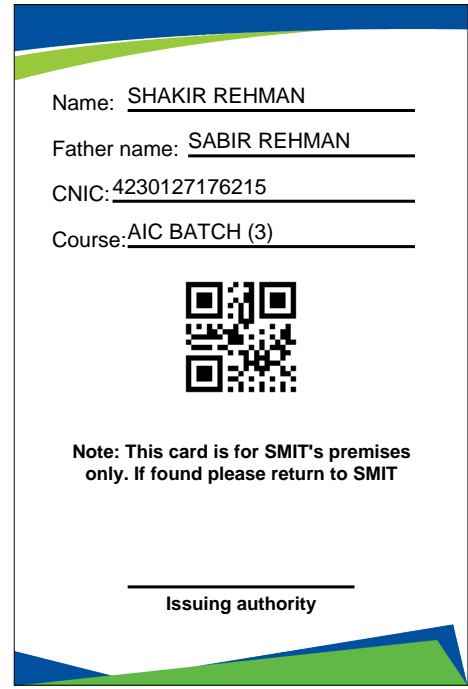 Name: SHAKIR REHMAN
Father name: SABIR REHMAN
CNIC: 4230127176215
Course: AIC BATCH (3)
Note: This card is for SMIT's premises
only. If found please return to SMIT
Issuing authority